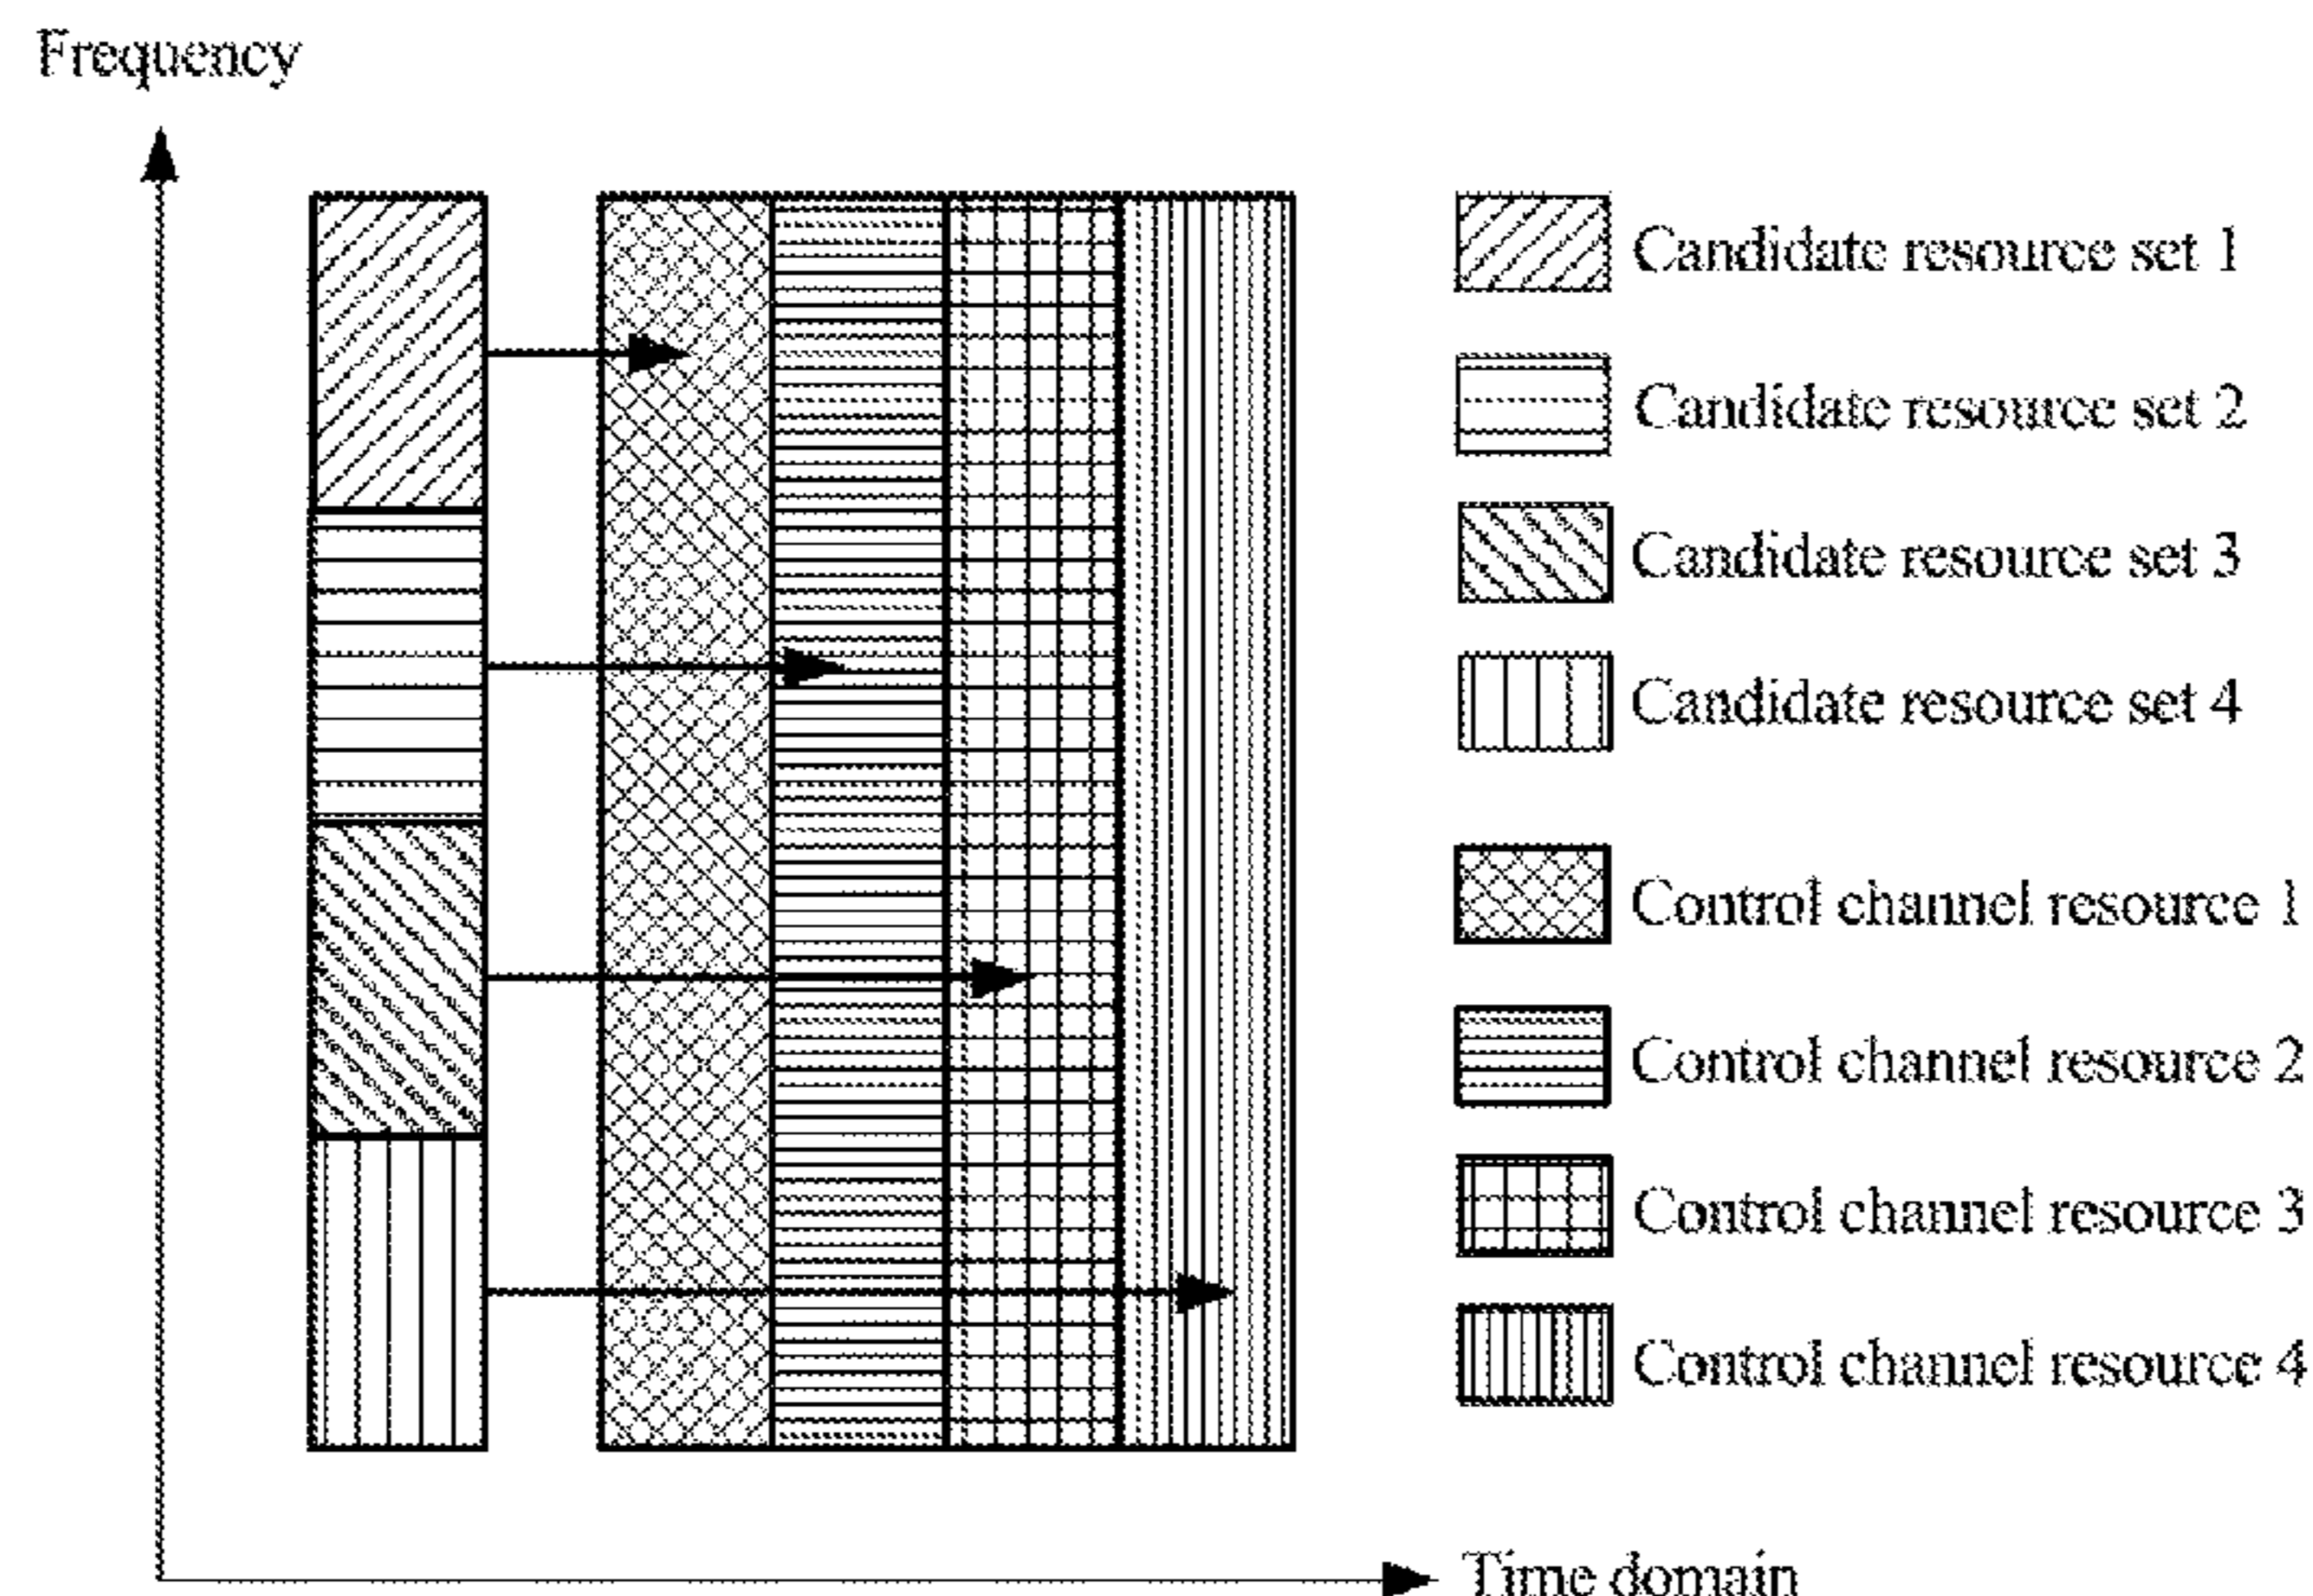 Frequency
Candidate resource set 1
Candidate resource set 2
Candidate resource set 3
Candidate resource set 4
Control channel resource 1
Control channel resource 2
Control channel resource 3
Control channel resource 4
Time domain